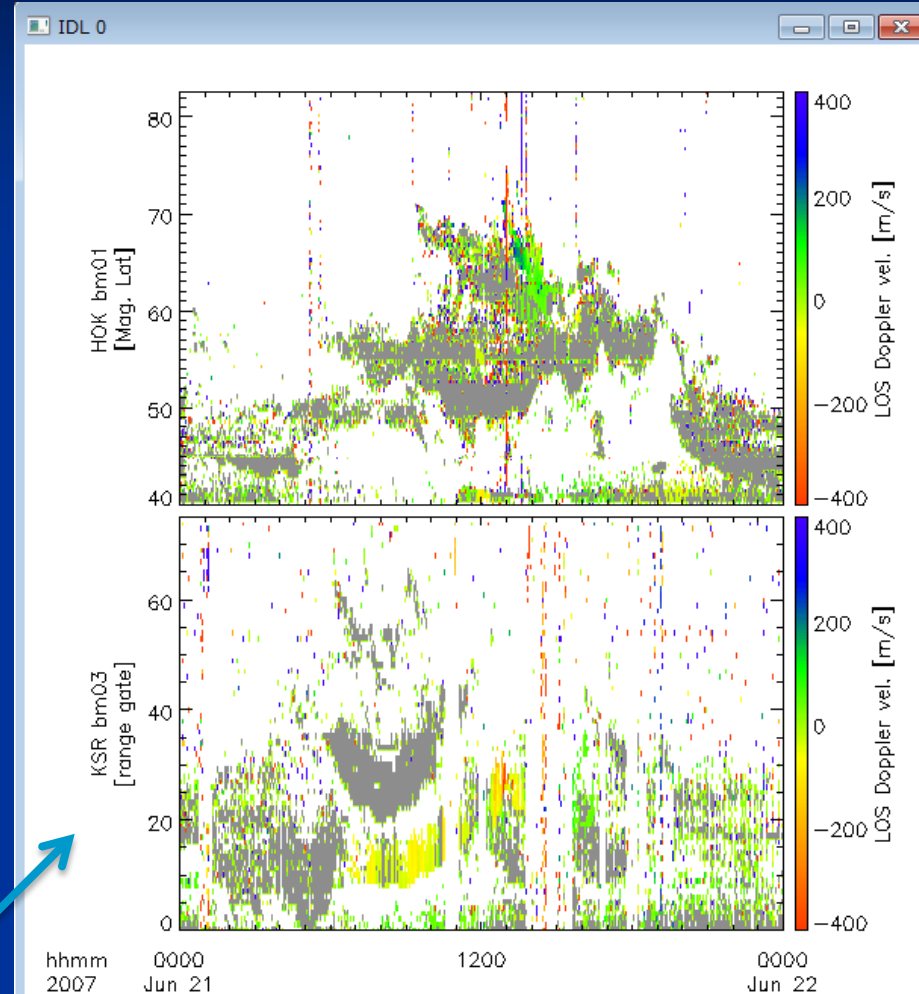 IDL 0
80
70
60
50
40
HOK bm01
[Mag. Lat]
400
200
0
−200
−400
LOS Doppler vel. [m/s]
60
40
20
0
KSR bm03
[range gate]
400
200
0
−200
−400
LOS Doppler vel. [m/s]
hhmm 0000 1200 0000
2007 Jun 21 Jun 22